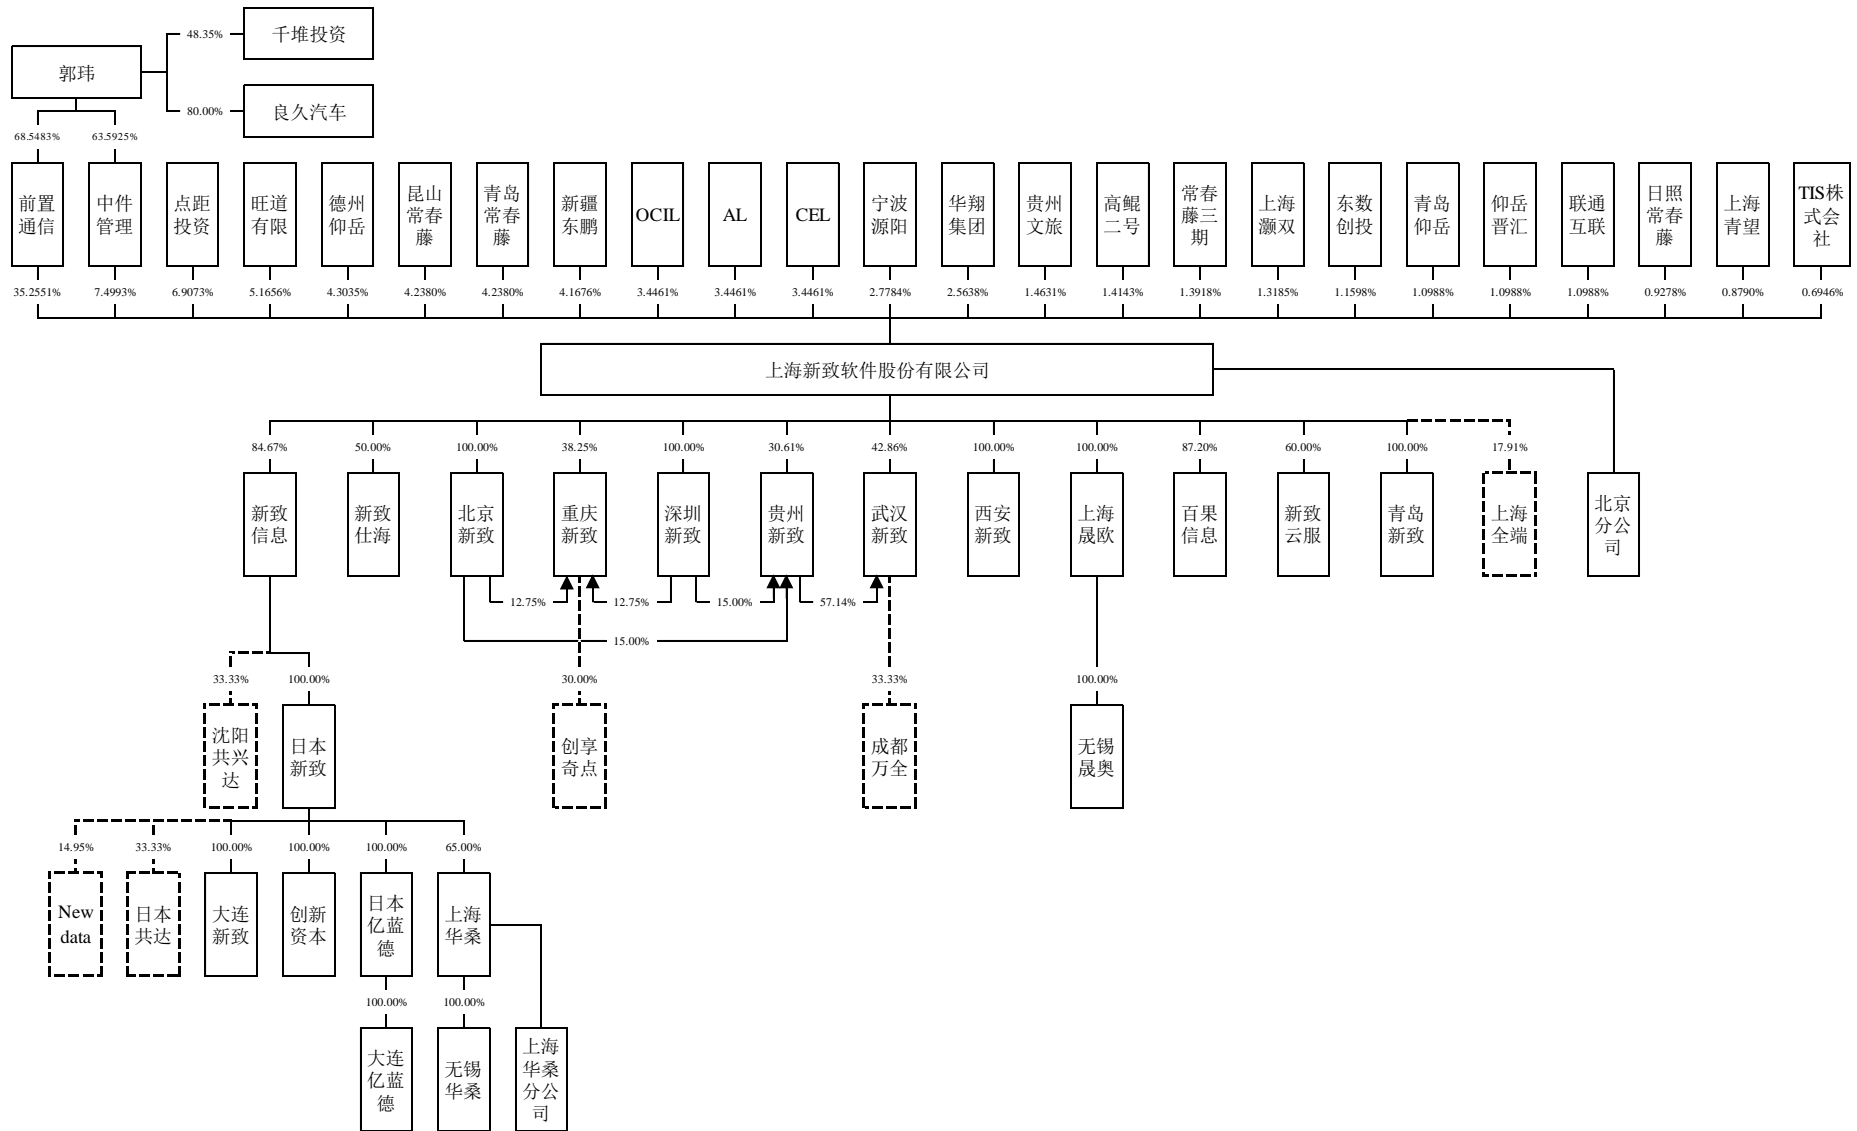 48.35%
千堆投资
郭玮
80.00%
良久汽车
68.5483%
63.5925%
前置
通信
中件
管理
点距
投资
旺道
有限
德州
仰岳
昆山
常春
藤
青岛
常春
藤
新疆
东鹏
OCIL
AL
CEL
宁波
源阳
华翔
集团
贵州
文旅
高鲲
二号
常春
藤三
期
上海
灏双
东数
创投
青岛
仰岳
仰岳
晋汇
联通
互联
日照
常春
藤
上海
青望
TIS株
式会
社
35.2551%
7.4993%
6.9073%
5.1656%
4.3035%
4.2380%
4.2380%
4.1676%
3.4461%
3.4461%
3.4461%
2.7784%
2.5638%
1.4631%
1.4143%
1.3918%
1.3185%
1.1598%
1.0988%
1.0988%
1.0988%
0.9278%
0.8790%
0.6946%
上海新致软件股份有限公司
84.67%
50.00%
100.00%
38.25%
100.00%
30.61%
42.86%
100.00%
100.00%
87.20%
60.00%
100.00%
17.91%
新致
信息
新致
仕海
北京
新致
重庆
新致
深圳
新致
贵州
新致
武汉
新致
西安
新致
上海
晟欧
百果
信息
新致
云服
青岛
新致
上海
全端
北京
分公
司
12.75%
12.75%
15.00%
57.14%
15.00%
33.33%
100.00%
30.00%
33.33%
100.00%
沈阳
共兴
达
日本
新致
创享
奇点
成都
万全
无锡
晟奥
14.95%
33.33%
100.00%
100.00%
100.00%
65.00%
New
data
日本
共达
大连
新致
创新
资本
日本
亿蓝
德
上海
华桑
100.00%
100.00%
大连
亿蓝
德
无锡
华桑
上海
华桑
分公
司